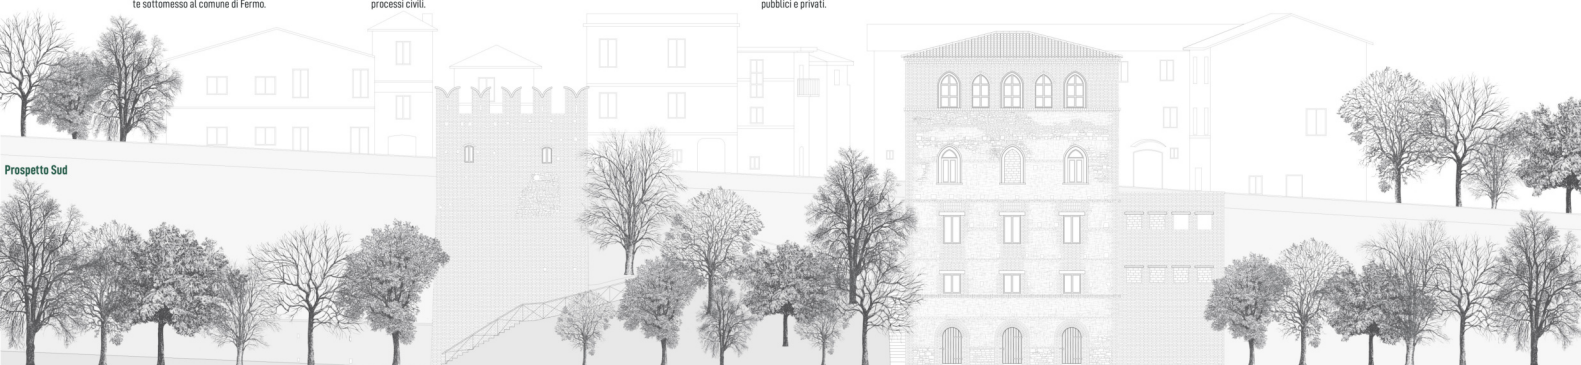 te sottomesso al comune di Fermo.
processi civili.
pubblici e privati.
Prospetto Sud